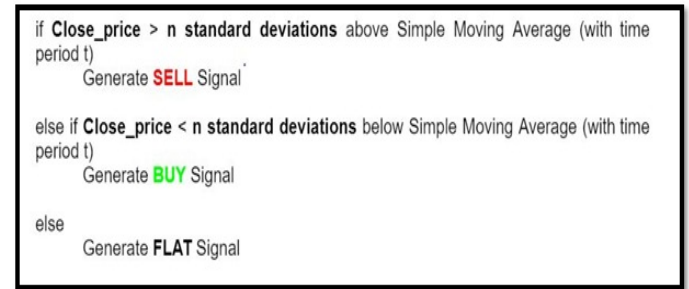 if Close_price > n standard deviations above Simple Moving Average (with time
period t)
Generate SELL Signal
else if Close_price < n standard deviations below Simple Moving Average (with time
period t)
Generate BUY Signal
else
Generate FLAT Signal